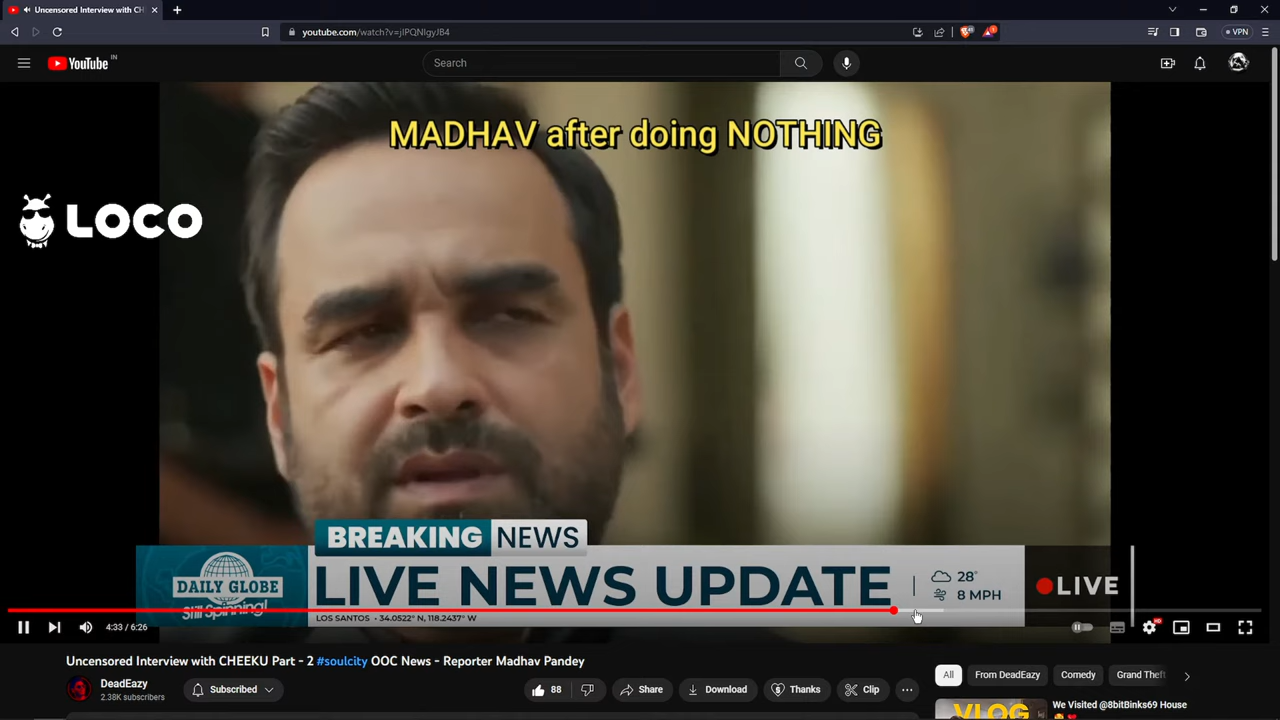 Uncensored Interview with CH
youtube.com/watch?v=jlPQNlgyJB4
VPN
YouTube IN
Search
MADHAV after doing NOTHING
LOCO
BREAKING NEWS
LIVE NEWS UPDATE
DAILY GLOBE
Still Spinning!
28°
8 MPH
LIVE
LOS SANTOS • 34.0522° N, 118.2437° W
4:33 / 6:26
HD
Uncensored Interview with CHEEKU Part - 2 #soulcity OOC News - Reporter Madhav Pandey
DeadEazy
2.38K subscribers
Subscribed
88
Share
Download
Thanks
Clip
All
From DeadEazy
Comedy
Grand Theft
VLOG
We Visited @8bitBinks69 House